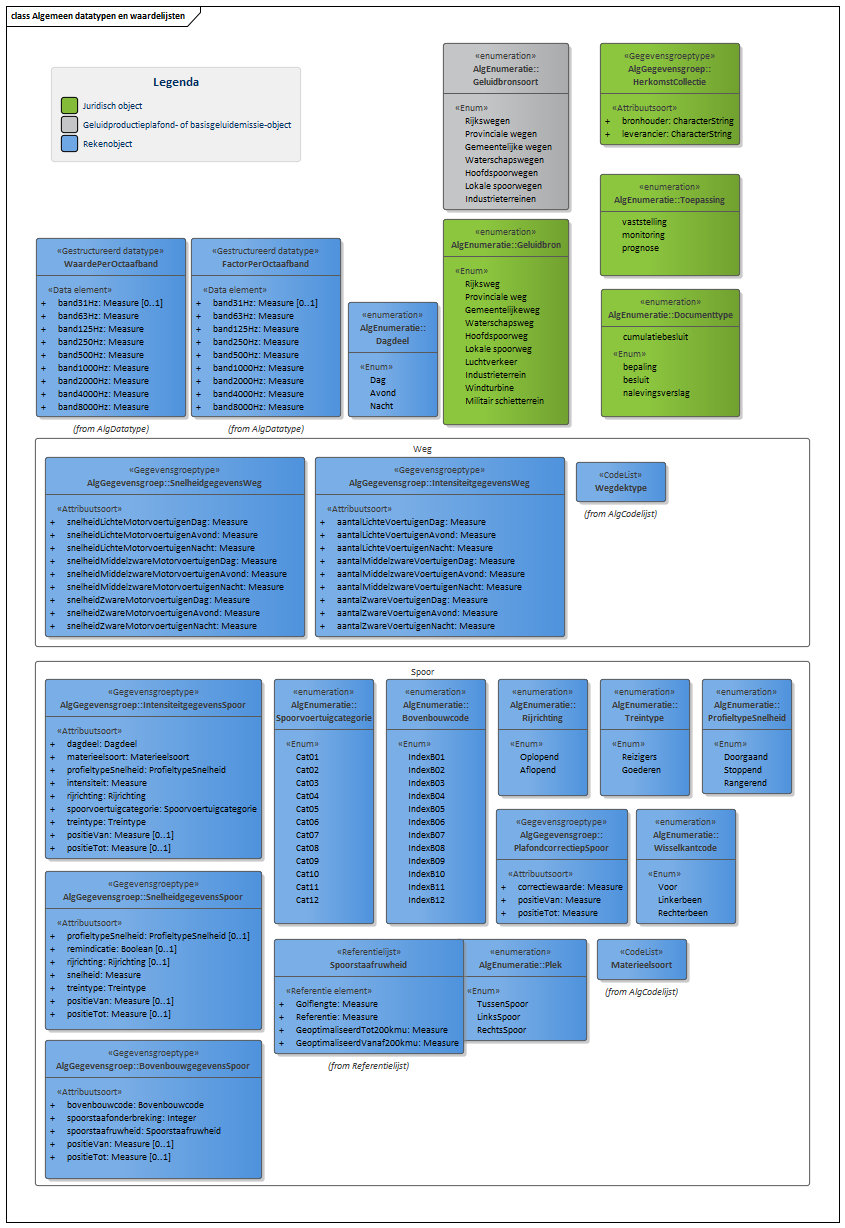 class Algemeen datatypen en waardelijsten
Legenda
Juridisch object
Geluidproductieplafond- of basisgeluidemissie-object
Rekenobject
«enumeration»
AlgEnumeratie::
Geluidbronsoort
«Enum»
Rijkswegen
Provinciale wegen
Gemeentelijke wegen
Waterschapswegen
Hoofdspoorwegen
Lokale spoorwegen
Industrieterreinen
«Gegevensgroeptype»
AlgGegevensgroep::
HerkomstCollectie
«Attribuutsoort»
+ bronhouder: CharacterString
+ leverancier: CharacterString
«enumeration»
AlgEnumeratie::Toepassing
vaststelling
monitoring
prognose
«Gestructureerd datatype»
WaardePerOctaafband
«Data element»
+ band31Hz: Measure [0..1]
+ band63Hz: Measure
+ band125Hz: Measure
+ band250Hz: Measure
+ band500Hz: Measure
+ band1000Hz: Measure
+ band2000Hz: Measure
+ band4000Hz: Measure
+ band8000Hz: Measure
(from AlgDatatype)
«Gestructureerd datatype»
FactorPerOctaafband
«Data element»
+ band31Hz: Measure [0..1]
+ band63Hz: Measure
+ band125Hz: Measure
+ band250Hz: Measure
+ band500Hz: Measure
+ band1000Hz: Measure
+ band2000Hz: Measure
+ band4000Hz: Measure
+ band8000Hz: Measure
(from AlgDatatype)
«enumeration»
AlgEnumeratie::
Dagdeel
«Enum»
Dag
Avond
Nacht
«enumeration»
AlgEnumeratie::Geluidbron
«Enum»
Rijksweg
Provinciale weg
Gemeentelijkeweg
Waterschapsweg
Hoofdspoorweg
Lokale spoorweg
Luchtverkeer
Industrieterrein
Windturbine
Militair schietterrein
«enumeration»
AlgEnumeratie::Documenttype
cumulatiebesluit
«Enum»
bepaling
besluit
nalevingsverslag
Weg
«Gegevensgroeptype»
AlgGegevensgroep::SnelheidgegevensWeg
«Attribuutsoort»
+ snelheidLichteMotorvoertuigenDag: Measure
+ snelheidLichteMotorvoertuigenAvond: Measure
+ snelheidLichteMotorvoertuigenNacht: Measure
+ snelheidMiddelzwareMotorvoertuigenDag: Measure
+ snelheidMiddelzwareMotorvoertuigenAvond: Measure
+ snelheidMiddelzwareMotorvoertuigenNacht: Measure
+ snelheidZwareMotorvoertuigenDag: Measure
+ snelheidZwareMotorvoertuigenAvond: Measure
+ snelheidZwareMotorvoertuigenNacht: Measure
«Gegevensgroeptype»
AlgGegevensgroep::IntensiteitgegevensWeg
«Attribuutsoort»
+ aantalLichteVoertuigenDag: Measure
+ aantalLichteVoertuigenAvond: Measure
+ aantalLichteVoertuigenNacht: Measure
+ aantalMiddelzwareVoertuigenDag: Measure
+ aantalMiddelzwareVoertuigenAvond: Measure
+ aantalMiddelzwareVoertuigenNacht: Measure
+ aantalZwareVoertuigenDag: Measure
+ aantalZwareVoertuigenAvond: Measure
+ aantalZwareVoertuigenNacht: Measure
«CodeList»
Wegdektype
(from AlgCodelijst)
Spoor
«Gegevensgroeptype»
AlgGegevensgroep::IntensiteitgegevensSpoor
«Attribuutsoort»
+ dagdeel: Dagdeel
+ materieelsoort: Materieelsoort
+ profieltypeSnelheid: ProfieltypeSnelheid
+ intensiteit: Measure
+ rijrichting: Rijrichting
+ spoorvoertuigcategorie: Spoorvoertuigcategorie
+ treintype: Treintype
+ positieVan: Measure [0..1]
+ positieTot: Measure [0..1]
«enumeration»
AlgEnumeratie::
Spoorvoertuigcategorie
«Enum»
Cat01
Cat02
Cat03
Cat04
Cat05
Cat06
Cat07
Cat08
Cat09
Cat10
Cat11
Cat12
«enumeration»
AlgEnumeratie::
Bovenbouwcode
«Enum»
IndexB01
IndexB02
IndexB03
IndexB04
IndexB05
IndexB06
IndexB07
IndexB08
IndexB09
IndexB10
IndexB11
IndexB12
«enumeration»
AlgEnumeratie::
Rijrichting
«Enum»
Oplopend
Aflopend
«enumeration»
AlgEnumeratie::
Treintype
«Enum»
Reizigers
Goederen
«enumeration»
AlgEnumeratie::
ProfieltypeSnelheid
«Enum»
Doorgaand
Stoppend
Rangerend
«Gegevensgroeptype»
AlgGegevensgroep::
PlafondcorrectiepSpoor
«Attribuutsoort»
+ correctiewaarde: Measure
+ positieVan: Measure
+ positieTot: Measure
«enumeration»
AlgEnumeratie::
Wisselkantcode
«Enum»
Voor
Linkerbeen
Rechterbeen
«Gegevensgroeptype»
AlgGegevensgroep::SnelheidgegevensSpoor
«Attribuutsoort»
+ profieltypeSnelheid: ProfieltypeSnelheid [0..1]
+ remindicatie: Boolean [0..1]
+ rijrichting: Rijrichting [0..1]
+ snelheid: Measure
+ treintype: Treintype
+ positieVan: Measure [0..1]
+ positieTot: Measure [0..1]
«Referentielijst»
Spoorstaafruwheid
«Referentie element»
+ Golflengte: Measure
+ Referentie: Measure
+ GeoptimaliseerdTot200kmu: Measure
+ GeoptimaliseerdVanaf200kmu: Measure
(from Referentielijst)
«enumeration»
AlgEnumeratie::Plek
«Enum»
TussenSpoor
LinksSpoor
RechtsSpoor
«CodeList»
Materieelsoort
(from AlgCodelijst)
«Gegevensgroeptype»
AlgGegevensgroep::BovenbouwgegevensSpoor
«Attribuutsoort»
+ bovenbouwcode: Bovenbouwcode
+ spoorstaafonderbreking: Integer
+ spoorstaafruwheid: Spoorstaafruwheid
+ positieVan: Measure [0..1]
+ positieTot: Measure [0..1]